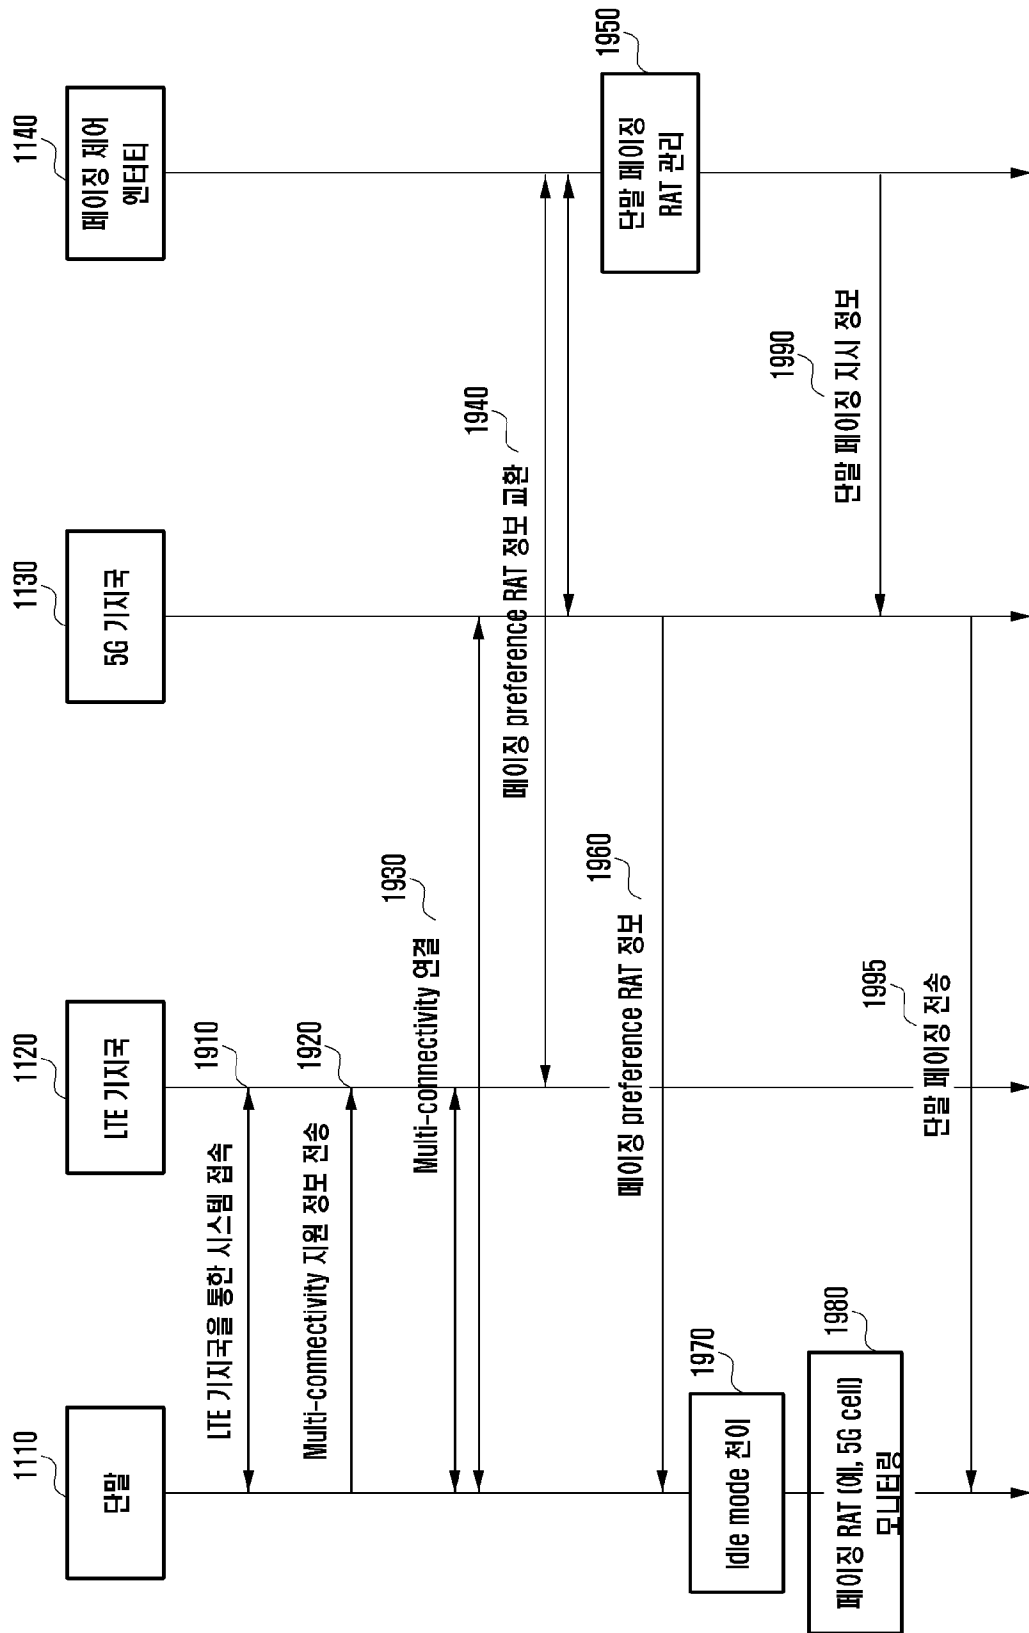 1110
단말
1120
LTE 기지국
1130
5G 기지국
1140
페이징 제어
엔터티
LTE 기지국을 통한 시스템 접속
1910
Multi-connectivity 지원 정보 전송
1920
Multi-connectivity 연결
1930
페이징 preference RAT 정보 교환
1940
단말 페이징
RAT 관리
1950
페이징 preference RAT 정보
1960
Idle mode 천이
1970
페이징 RAT (예, 5G cell)
모니터링
1980
단말 페이징 지시 정보
1990
단말 페이징 전송
1995